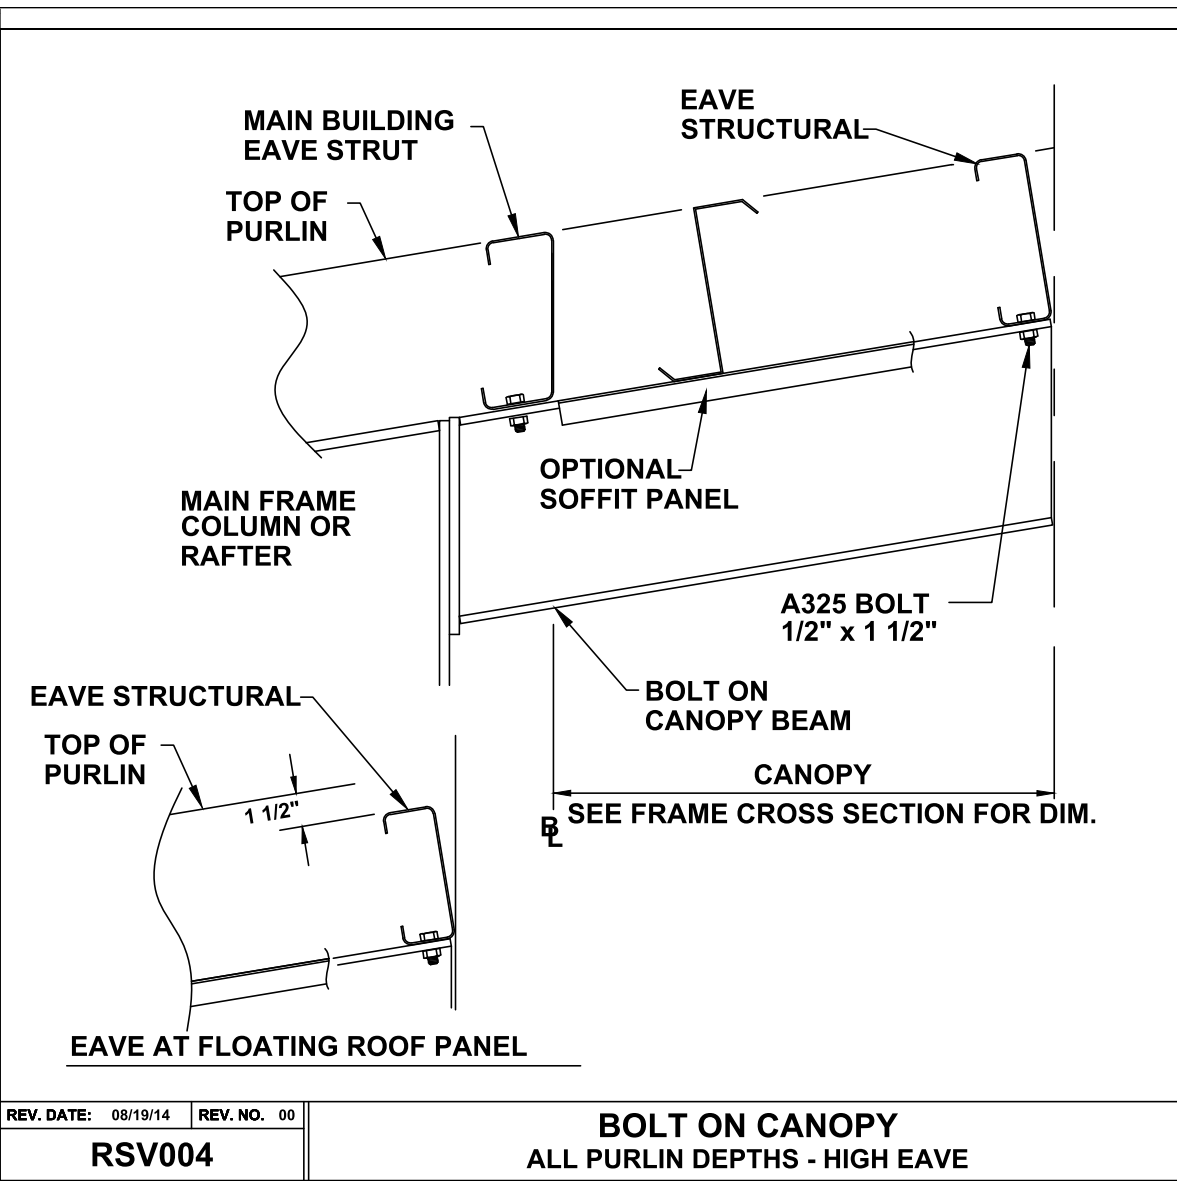 EAVE
STRUCTURAL
MAIN BUILDING
EAVE STRUT
TOP OF
PURLIN
OPTIONAL
SOFFIT PANEL
MAIN FRAME
COLUMN OR
RAFTER
A325 BOLT
1/2" x 1 1/2"
BOLT ON
CANOPY BEAM
EAVE STRUCTURAL
TOP OF
PURLIN
1 1/2"
CANOPY
SEE FRAME CROSS SECTION FOR DIM.
BL
EAVE AT FLOATING ROOF PANEL
REV. DATE: 08/19/14 REV. NO. 00
RSV004
BOLT ON CANOPY
ALL PURLIN DEPTHS - HIGH EAVE